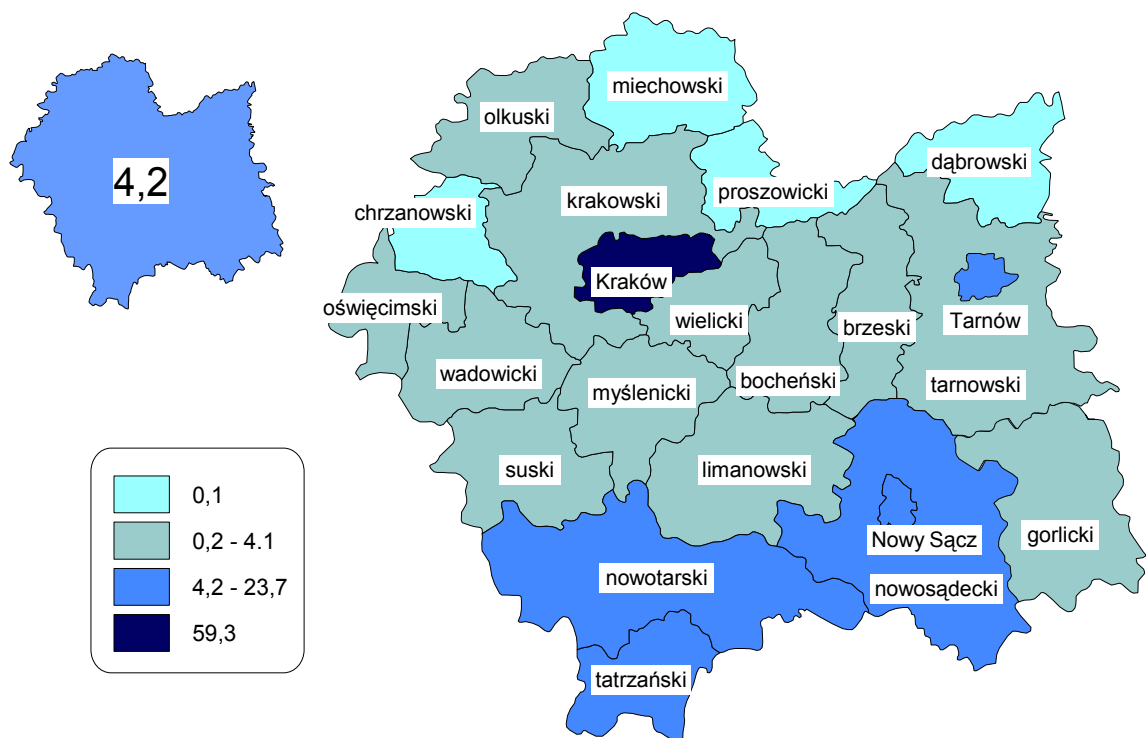 miechowski
olkuski
4,2
dąbrowski
proszowicki
krakowski
chrzanowski
Kraków
oświęcimski
wielicki
brzeski
Tarnów
wadowicki
myślenicki
bocheński
tarnowski
suski
limanowski
0,1
0,2 - 4.1
4,2 - 23,7
59,3
Nowy Sącz
gorlicki
nowotarski
nowosądecki
tatrzański